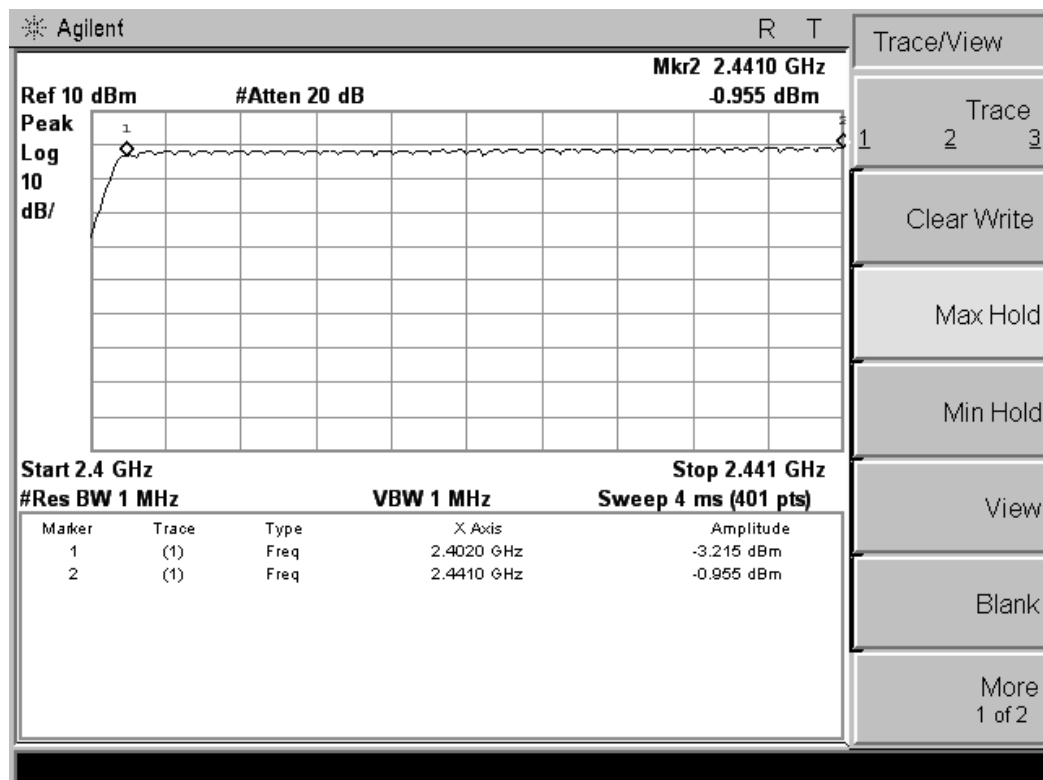 Agilent R T
Trace/View
Mkr2 2.4410 GHz
Ref 10 dBm #Atten 20 dB -0.955 dBm
Peak
Log
10
dB/
1
2
Trace
1 2 3
Clear Write
Max Hold
Min Hold
View
Blank
More
1 of 2
Start 2.4 GHz Stop 2.441 GHz
#Res BW 1 MHz VBW 1 MHz Sweep 4 ms (401 pts)
Marker Trace Type X Axis Amplitude
1 (1) Freq 2.4020 GHz -3.215 dBm
2 (1) Freq 2.4410 GHz -0.955 dBm